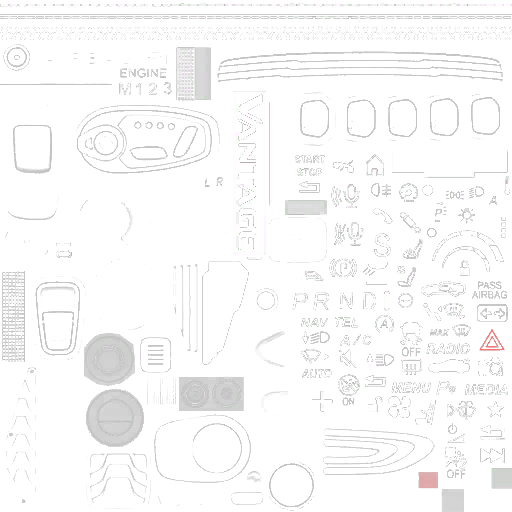 ENGINE
M 1 2 3
VANTAGE
L R
START
STOP
EDC
A
P
S
PASS
AIRBAG
P R N D
NAV TEL
A
MAX
A/C
OFF
RADIO
AUTO
ON
MENU
MEDIA
OFF